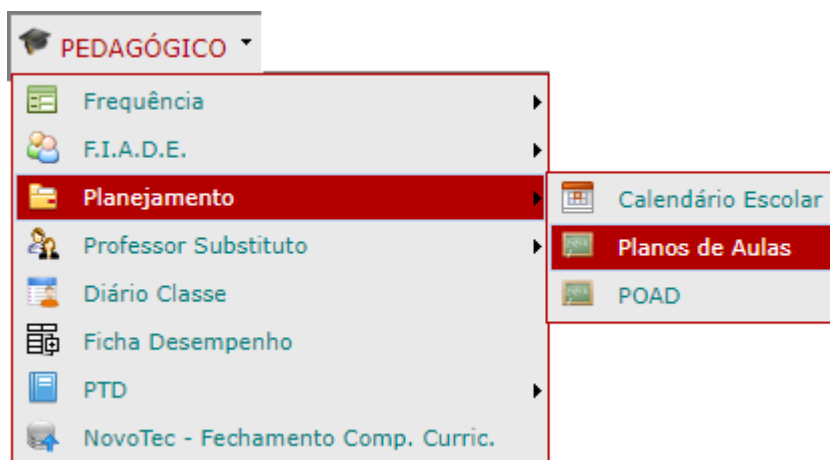 PEDAGÓGICO
Frequência
F.I.A.D.E.
Planejamento
Calendário Escolar
Professor Substituto
Planos de Aulas
Diário Classe
POAD
Ficha Desempenho
PTD
NovoTec - Fechamento Comp. Curric.